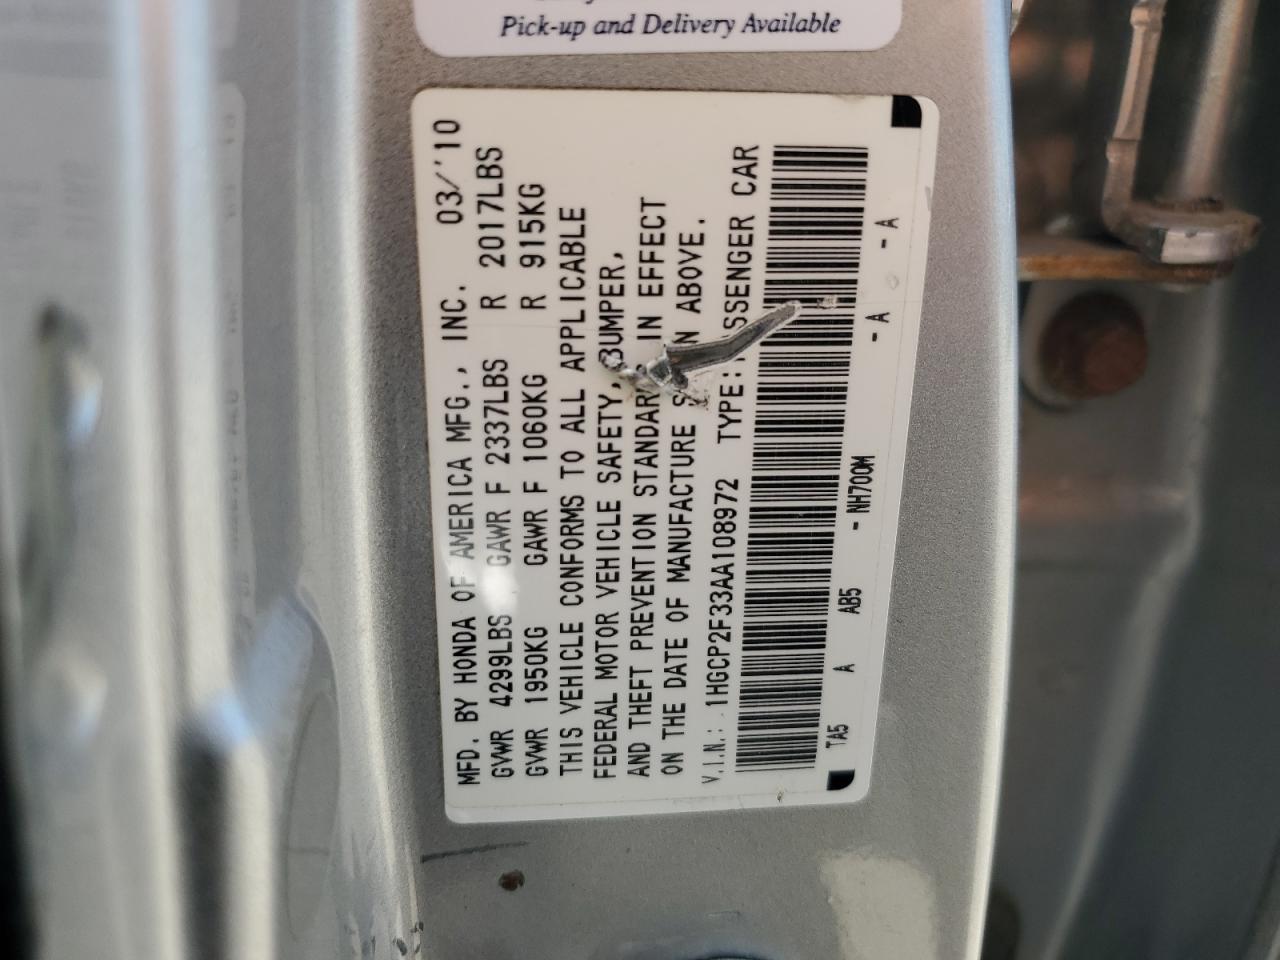 Pick-up and Delivery Available
MFD. BY HONDA OF AMERICA MFG., INC. 03/'10
GVWR 4299LBS GAWR F 2337LBS R 2017LBS
GVWR 1950KG GAWR F 1060KG R 915KG
THIS VEHICLE CONFORMS TO ALL APPLICABLE
FEDERAL MOTOR VEHICLE SAFETY, BUMPER,
AND THEFT PREVENTION STANDAR IN EFFECT
ON THE DATE OF MANUFACTURE S N ABOVE.
V.I.N.: 1HGCP2F33AA108972 TYPE: SSENGER CAR
TA5 A AB5 - NH700M - A - A